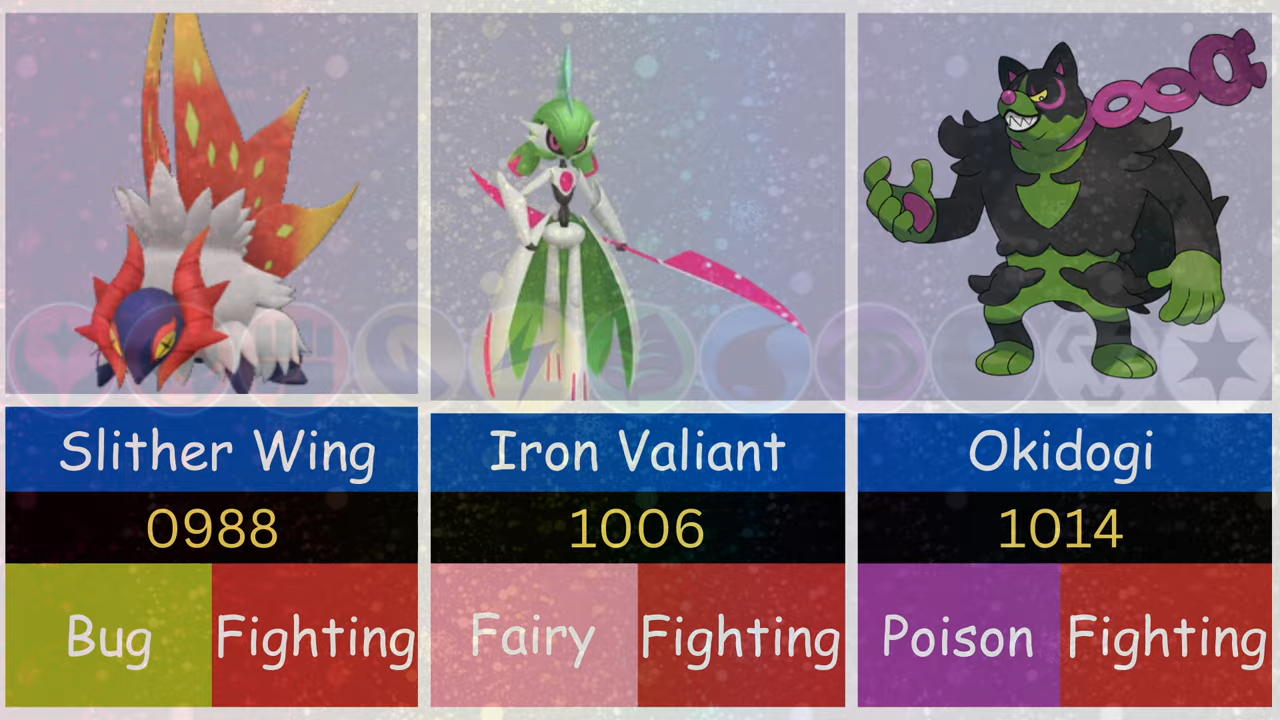 Slither Wing
0988
Bug Fighting
Iron Valiant
1006
Fairy Fighting
Okidogi
1014
Poison Fighting